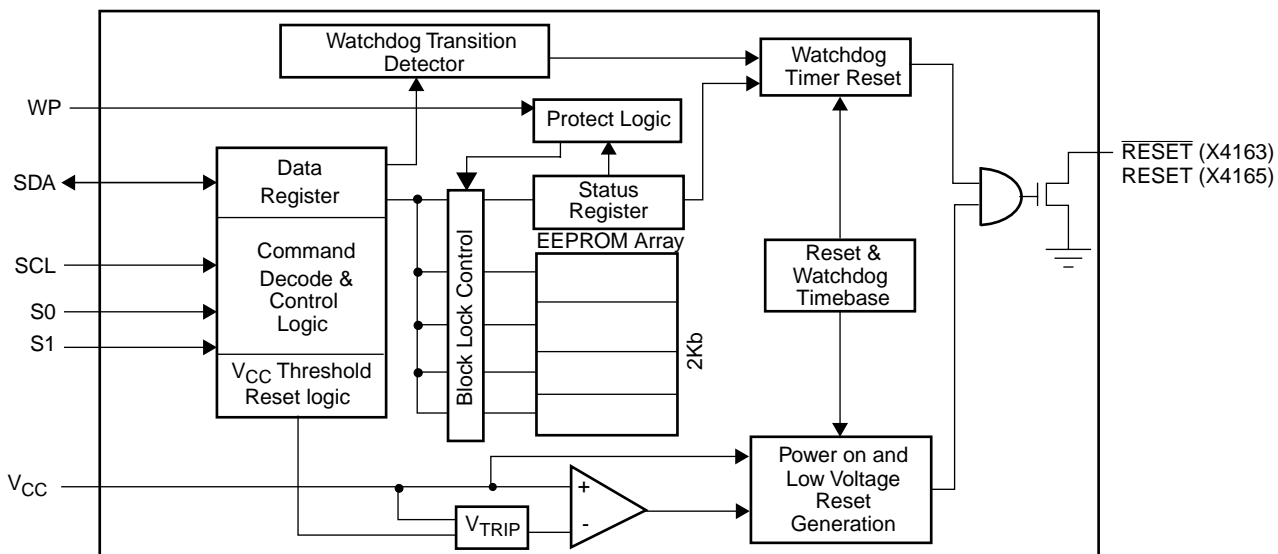 Watchdog Transition
Detector
Watchdog
Timer Reset
WP
Protect Logic
RESET (X4163)
RESET (X4165)
SDA
Data
Register
Status
Register
EEPROM Array
SCL
S0
S1
Command
Decode &
Control
Logic
Block Lock Control
2Kb
Reset &
Watchdog
Timebase
VCC Threshold
Reset logic
VCC
VTRIP
+
-
Power on and
Low Voltage
Reset
Generation